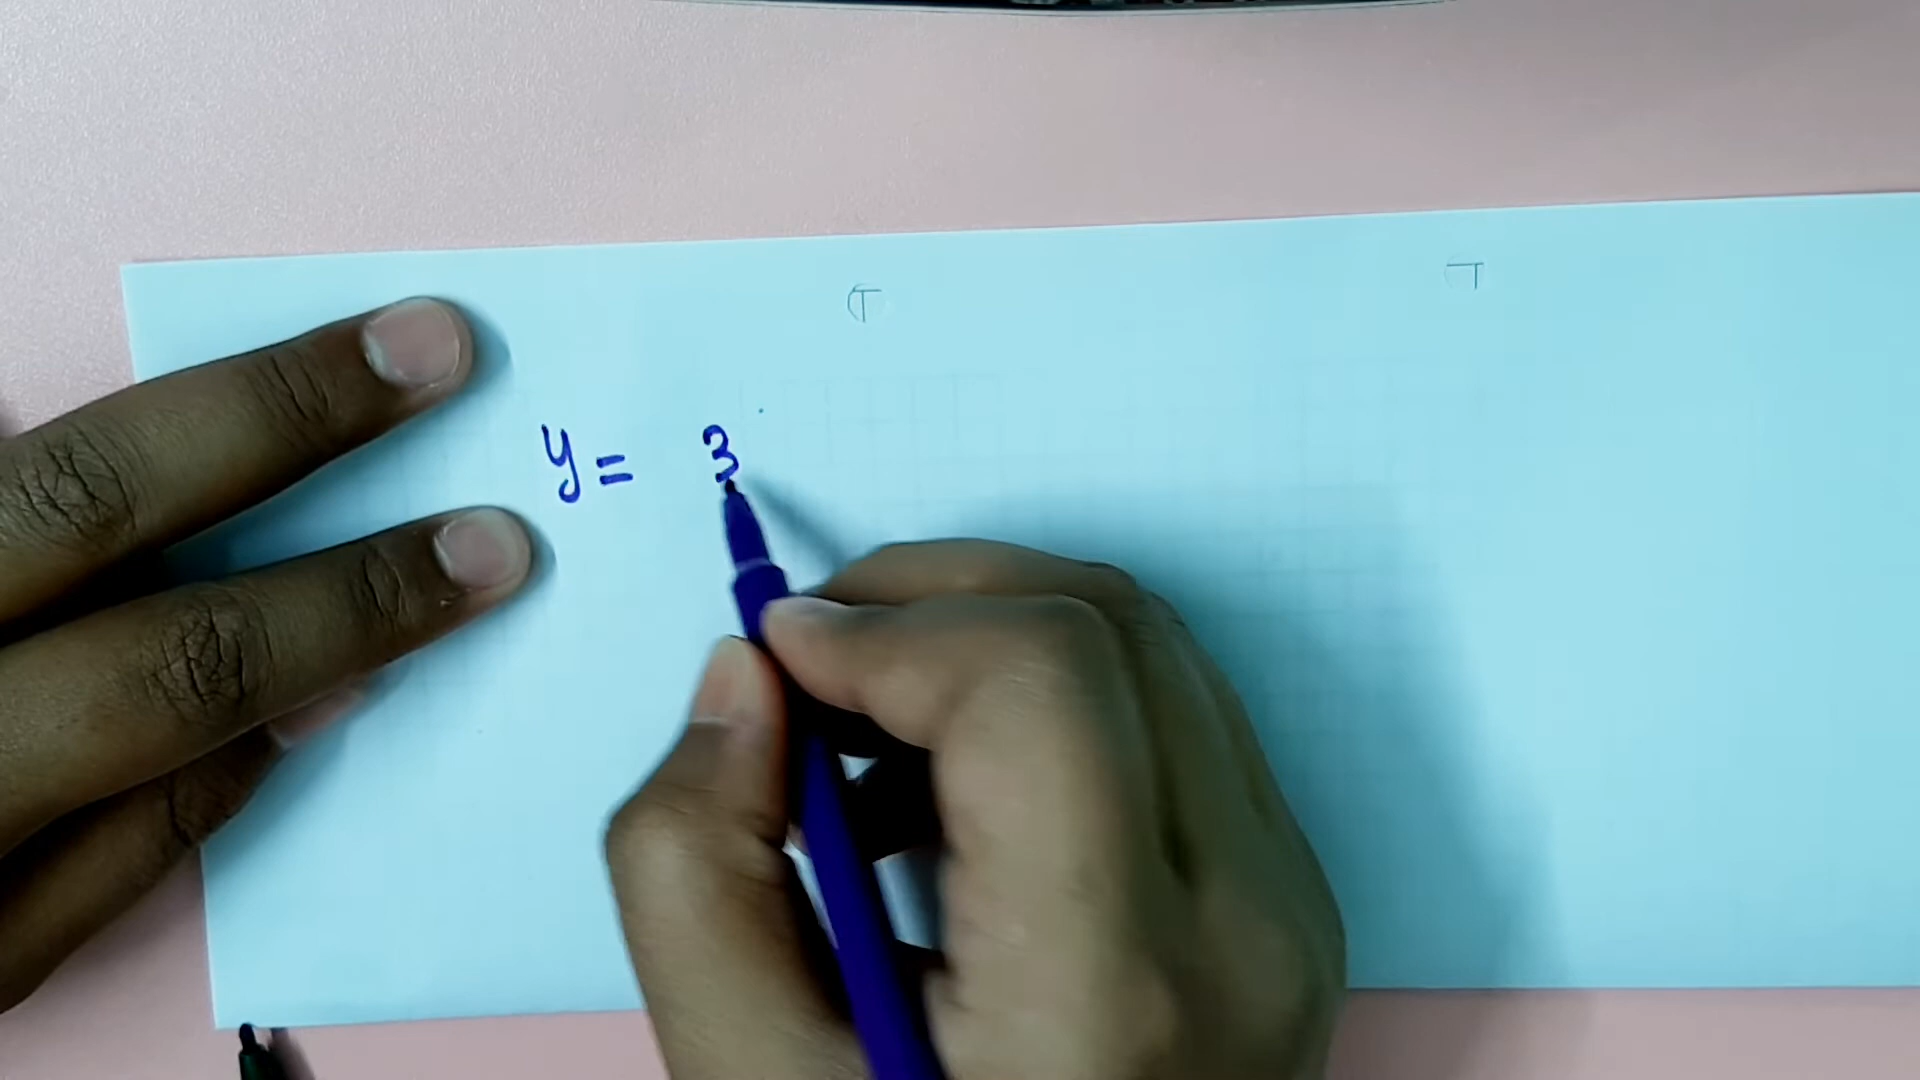 y = 3